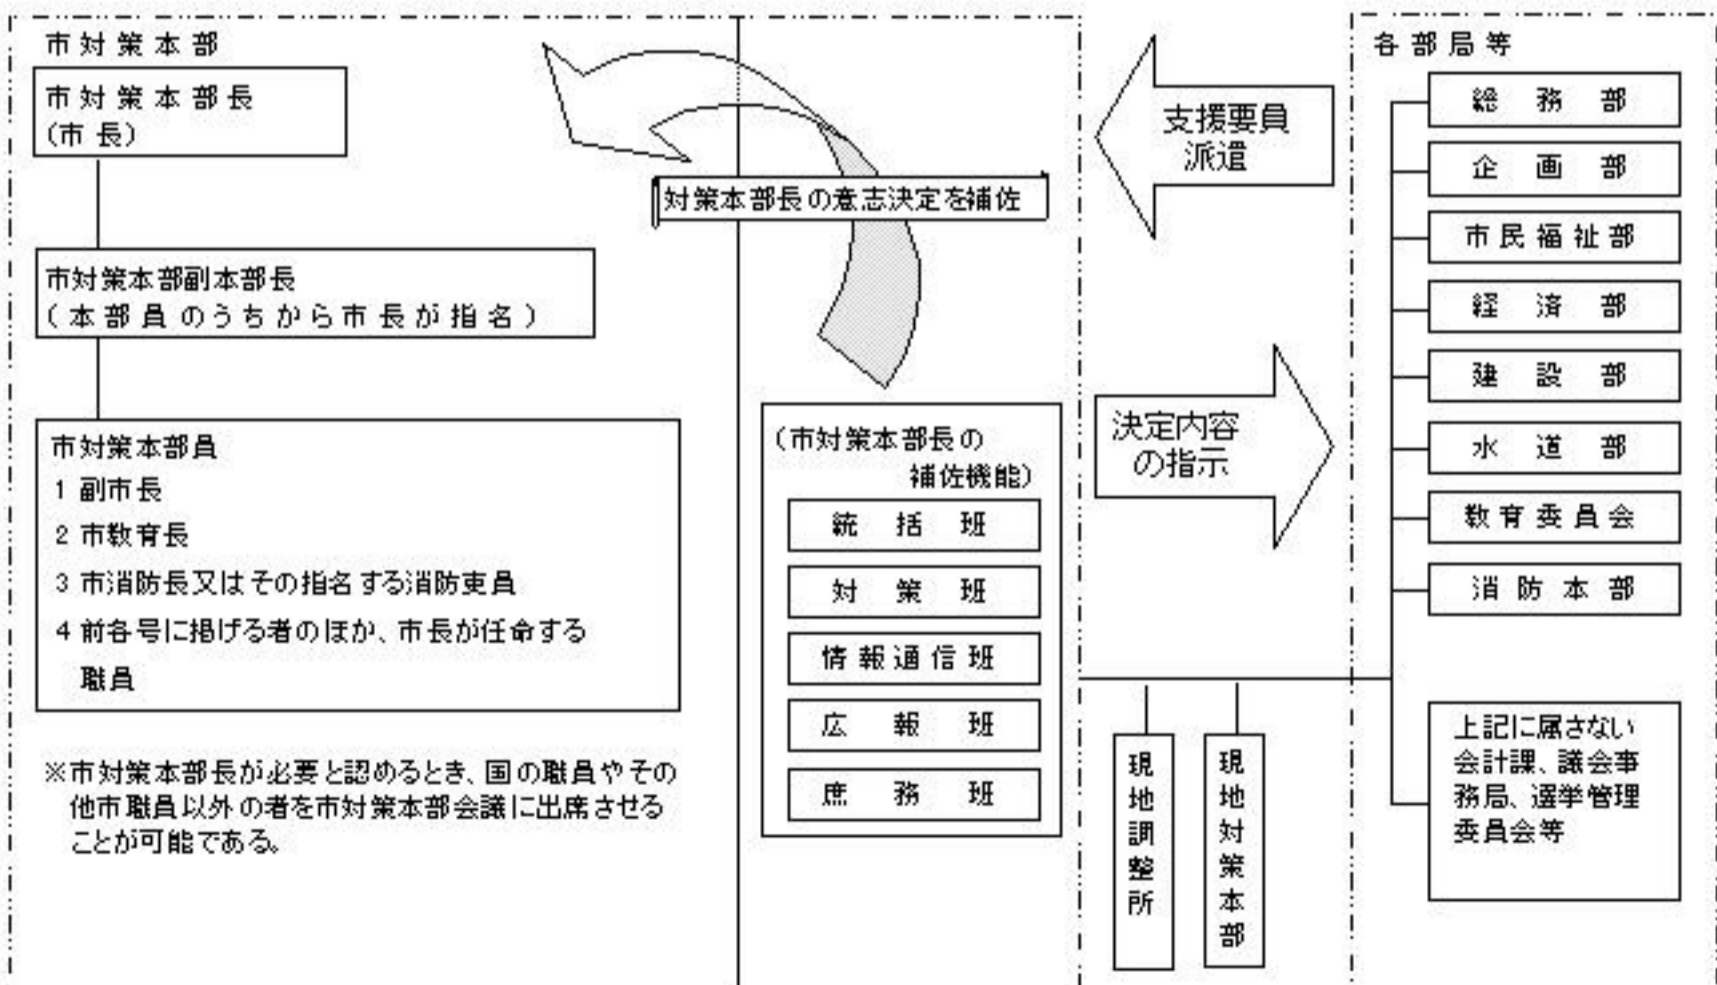 市対策本部
市対策本部長
(市長)
市対策本部副本部長
(本部員のうちから市長が指名)
市対策本部員
1 副市長
2 市教育長
3 市消防長又はその指名する消防吏員
4 前各号に掲げる者のほか、市長が任命する
職員
※市対策本部長が必要と認めるとき、国の職員やその
他市職員以外の者を市対策本部会議に出席させる
ことが可能である。
対策本部長の意志決定を補佐
(市対策本部長の
補佐機能)
統括班
対策班
情報通信班
広報班
庶務班
支援要員
派遣
決定内容
の指示
現地調整所
現地対策本部
各部局等
総務部
企画部
市民福祉部
経済部
建設部
水道部
教育委員会
消防本部
上記に属さない
会計課、議会事
務局、選挙管理
委員会等